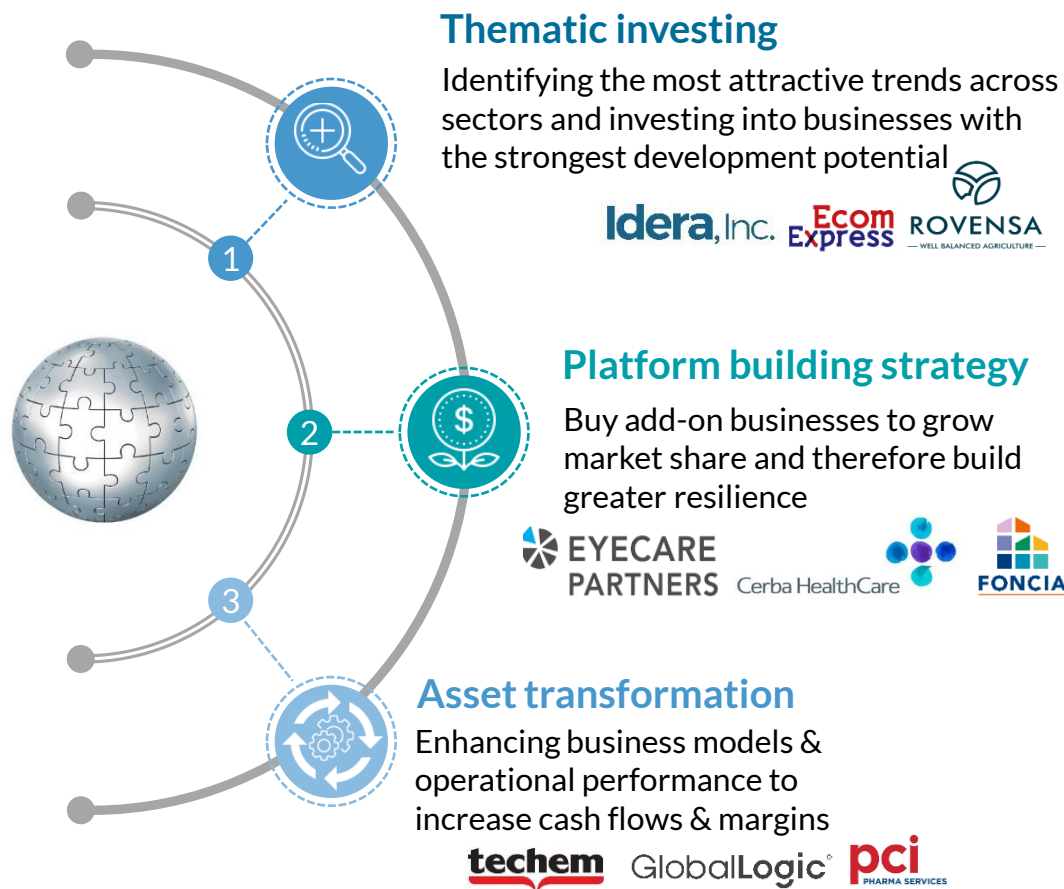 Thematic investing
Identifying the most attractive trends across
sectors and investing into businesses with
the strongest development potential
Idera, Inc.
Ecom
Express
ROVENSA
— WELL BALANCED AGRICULTURE —
1
Platform building strategy
2
$
Buy add-on businesses to grow
market share and therefore build
greater resilience
EYECARE
PARTNERS
Cerba HealthCare
FONCIA
3
Asset transformation
Enhancing business models &
operational performance to
increase cash flows & margins
techem
GlobalLogic®
pci
PHARMA SERVICES